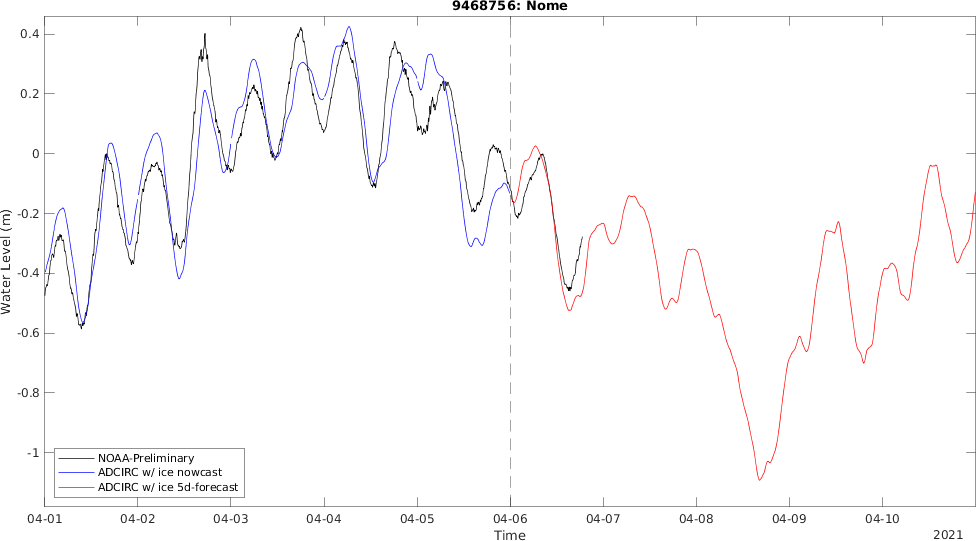 9468756: Nome
0.4
0.2
0
-0.2
-0.4
-0.6
-0.8
-1
Water Level (m)
NOAA-Preliminary
ADCIRC w/ ice nowcast
ADCIRC w/ ice 5d-forecast
04-01 04-02 04-03 04-04 04-05 04-06 04-07 04-08 04-09 04-10
Time
2021